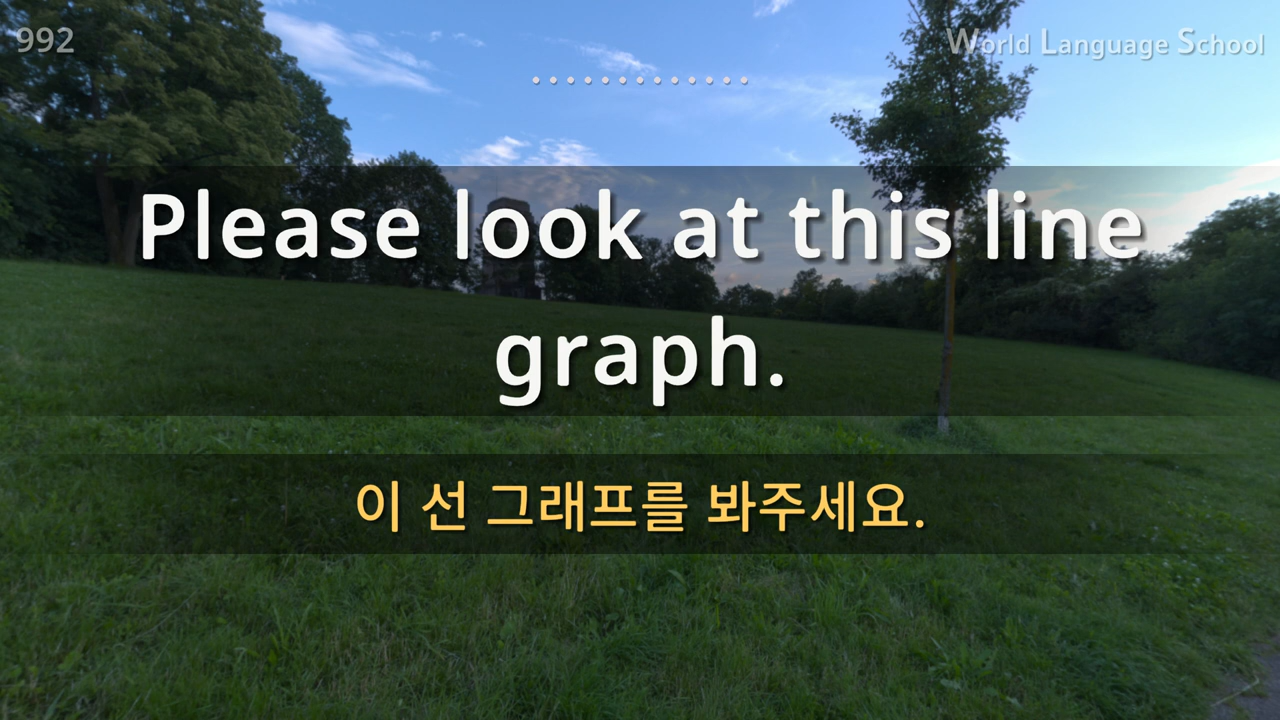 992
World Language School
Please look at this line
graph.
이 선 그래프를 봐주세요.